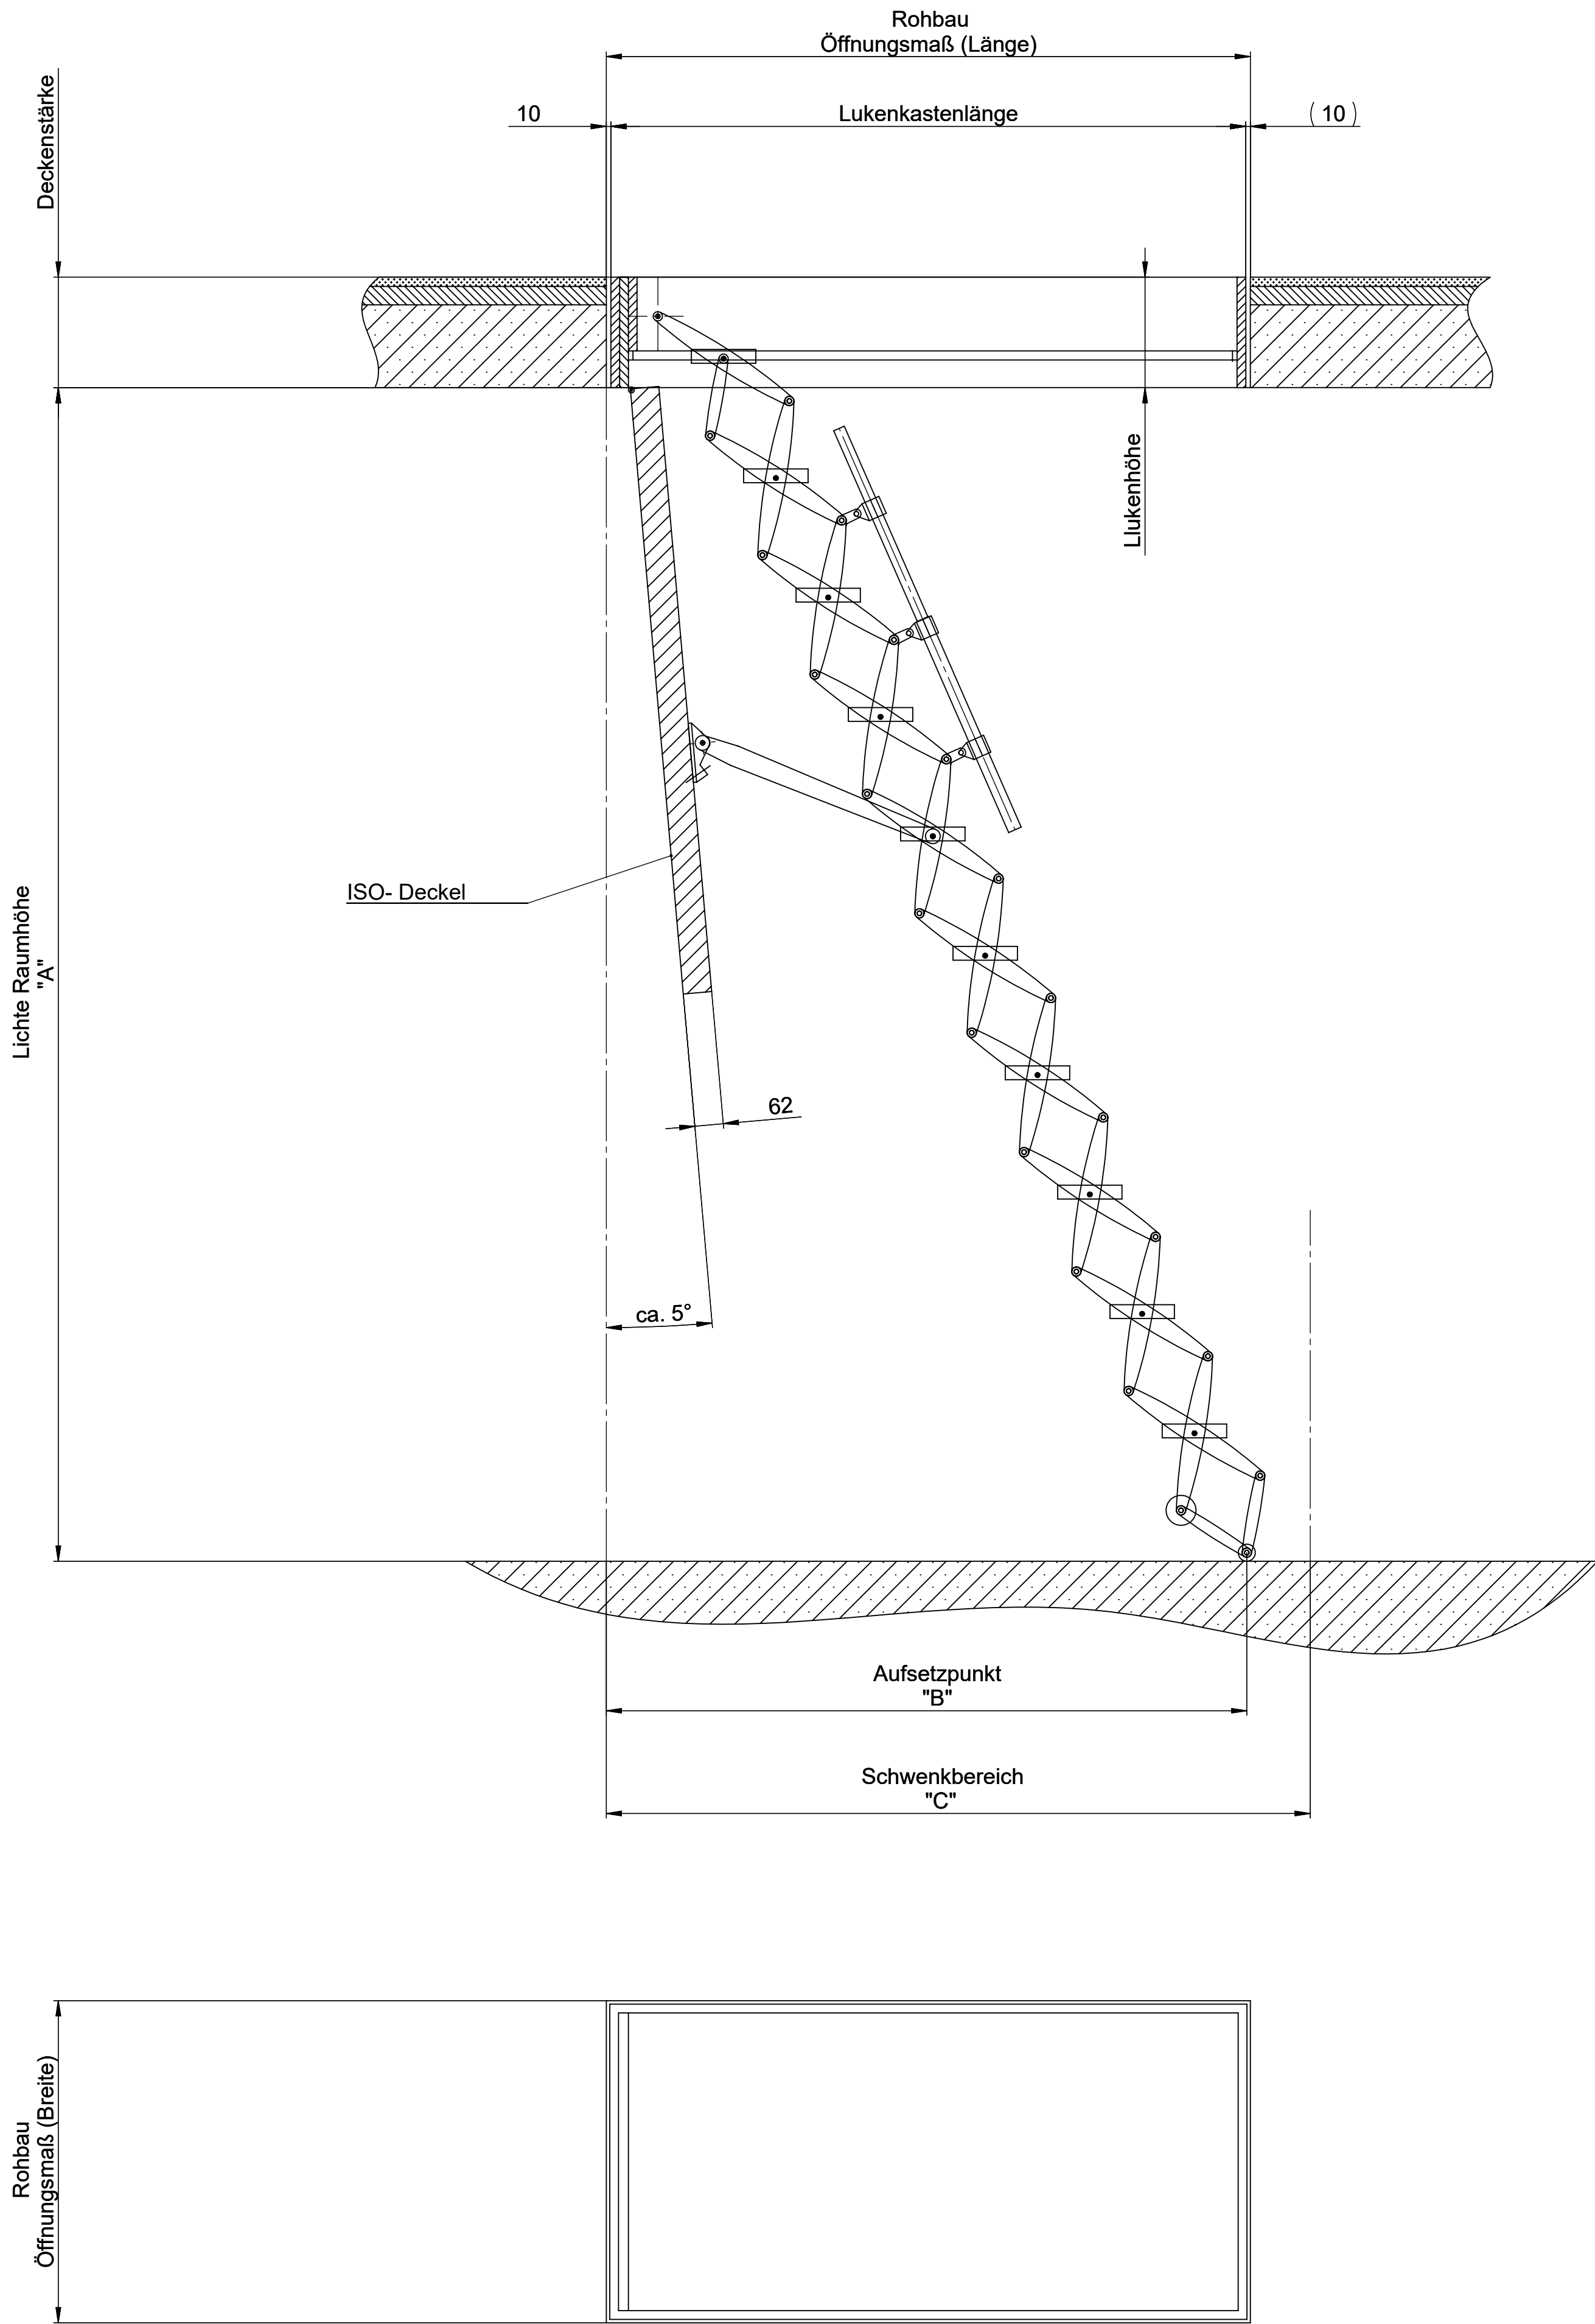 Rohbau
Öffnungsmaß (Länge)
10
Lukenkastenlänge
( 10 )
Deckenstärke
Llukenhöhe
ISO- Deckel
Lichte Raumhöhe
"A"
62
ca. 5°
Aufsetzpunkt
"B"
Schwenkbereich
"C"
Rohbau
Öffnungsmaß (Breite)